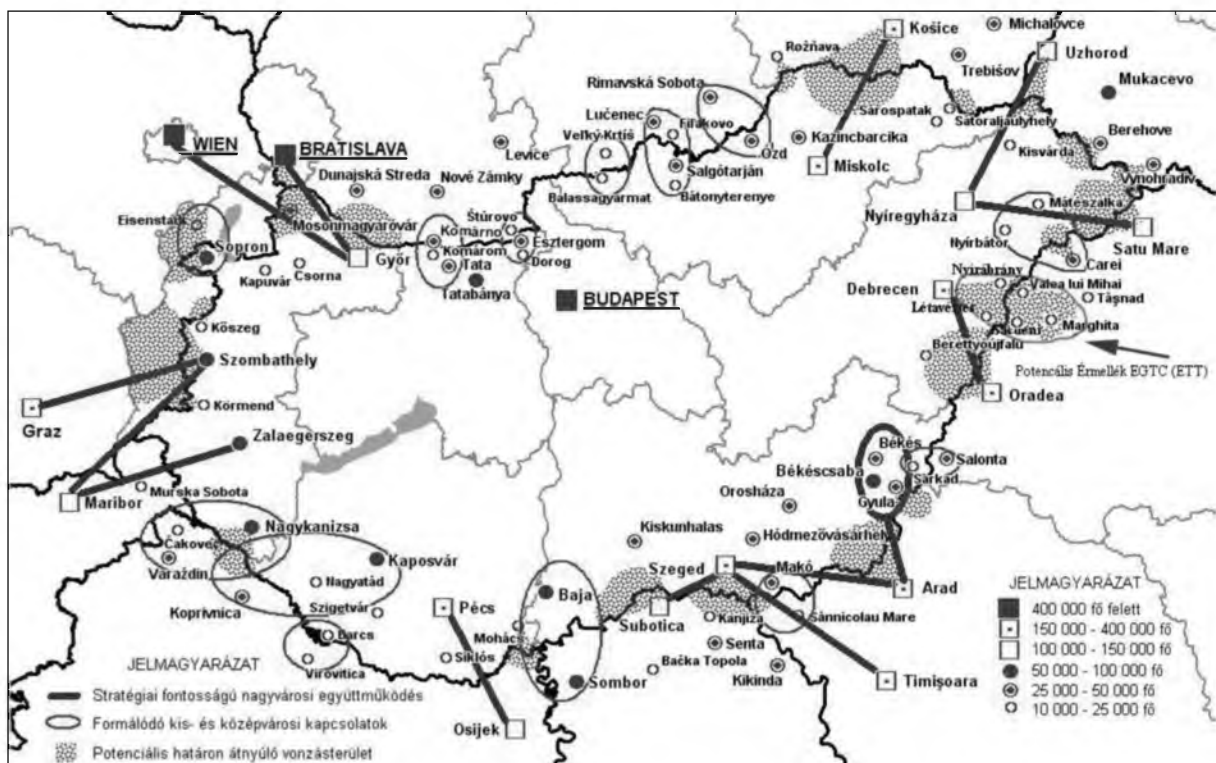 Košice
Michalovce
Rožňava
Uzhorod
Trebišov
Mukacevo
Rimavská Sobota
Sárospatak
Sátoraljaúlyhely
Lučenec
Fiľakovo
WIEN
BRATISLAVA
Veľký Krtíš
Kazincbarcika
Berehove
Levice
Ózd
Kisvárda
Salgótarján
Miskolc
Vynohradiv
Dunajská Streda
Nové Zámky
Balassagyarmat
Bátonyterenye
Nyíregyháza
Mátészalka
Eisenstadt
Mosonmagyaróvár
Štúrovo
Satu Mare
Komárno
Esztergom
Nyírbátor
Sopron
Győr
Komárom
Dorog
Carei
Tata
Kapuvár
Csorna
Nyírábrány
Tatabánya
Debrecen
Valea lui Mihai
BUDAPEST
Tășnad
Létavértes
Săcueni
Marghita
Kőszeg
Berettyóújfalu
Szombathely
Potencális Érmellék EGTC (ETT)
Oradea
Körmend
Graz
Zalaegerszeg
Békés
Salonta
Békéscsaba
Sarkad
Murska Sobota
Maribor
Gyula
Orosháza
Nagykanizsa
Kiskunhalas
Hódmezővásárhely
Čakovec
Kaposvár
Varaždin
Szeged
Makó
Nagyatád
Arad
JELMAGYARÁZAT
Baja
Koprivnica
Szigetvár
Pécs
400 000 fő felett
Subotica
Kanjiza
Sânnicolau Mare
150 000 - 400 000 fő
Barcs
Mohács
100 000 - 150 000 fő
Senta
JELMAGYARÁZAT
Virovitica
Siklós
Bačka Topola
50 000 - 100 000 fő
Kikinda
Timișoara
Sombor
25 000 - 50 000 fő
Stratégiai fontosságú nagyvárosi együttműködés
10 000 - 25 000 fő
Formálódó kis- és középvárosi kapcsolatok
Osijek
Potenciális határon átnyúló vonzásterület